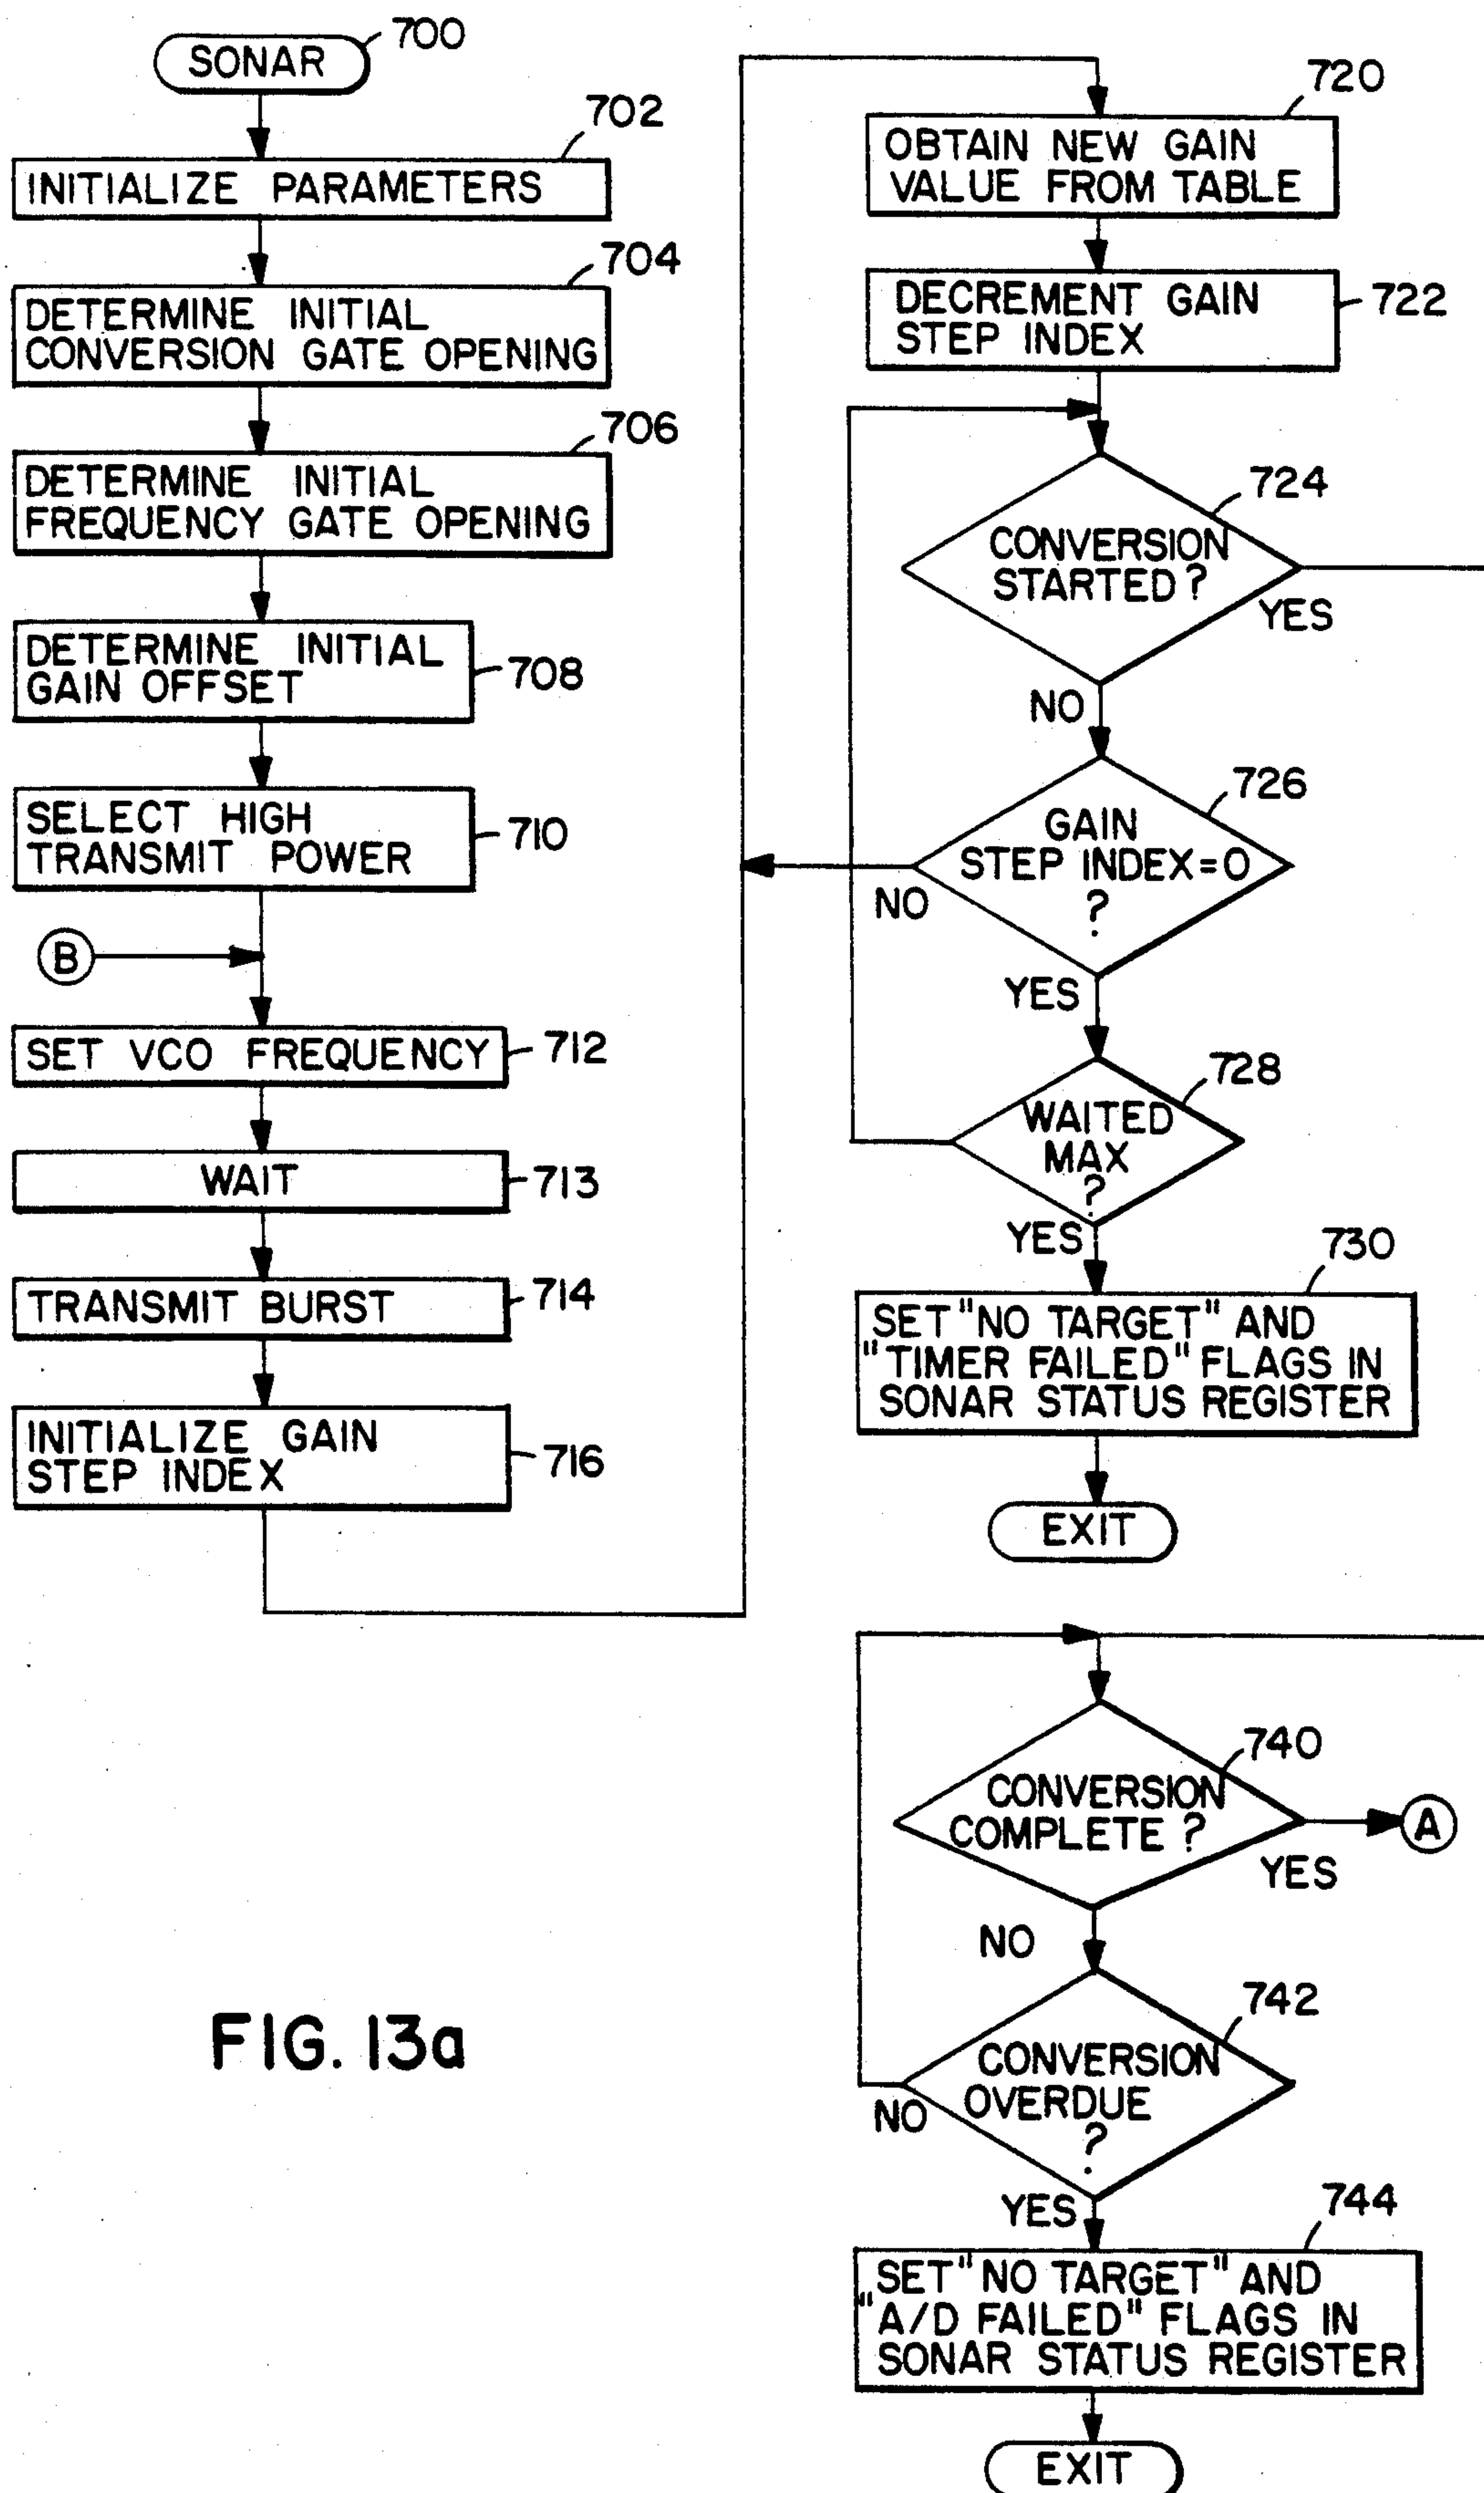 SONAR
700
702
INITIALIZE PARAMETERS
704
DETERMINE INITIAL
CONVERSION GATE OPENING
706
DETERMINE INITIAL
FREQUENCY GATE OPENING
DETERMINE INITIAL
GAIN OFFSET
708
SELECT HIGH
TRANSMIT POWER
710
B
SET VCO FREQUENCY
712
WAIT
713
TRANSMIT BURST
714
INITIALIZE GAIN
STEP INDEX
716
720
OBTAIN NEW GAIN
VALUE FROM TABLE
DECREMENT GAIN
STEP INDEX
722
724
CONVERSION
STARTED?
YES
NO
726
GAIN
STEP INDEX=0
?
NO
YES
728
WAITED
MAX
?
YES
730
SET "NO TARGET" AND
"TIMER FAILED" FLAGS IN
SONAR STATUS REGISTER
EXIT
740
CONVERSION
COMPLETE?
A
YES
NO
742
CONVERSION
OVERDUE
?
NO
YES
744
SET "NO TARGET" AND
"A/D FAILED" FLAGS IN
SONAR STATUS REGISTER
EXIT
FIG. 13a